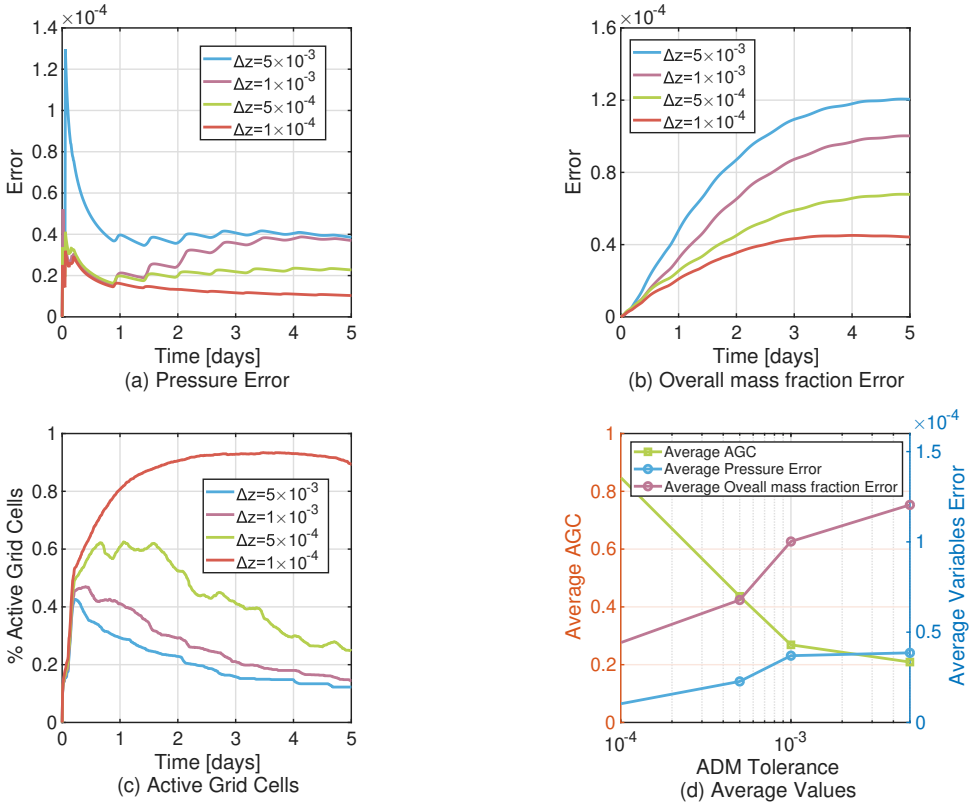 ×10⁻⁴
1.4
1.2
1
0.8
0.6
0.4
0.2
0
Error
Δz=5×10⁻³
Δz=1×10⁻³
Δz=5×10⁻⁴
Δz=1×10⁻⁴
0 1 2 3 4 5
Time [days]
(a) Pressure Error
×10⁻⁴
1.6
1.2
0.8
0.4
0
Error
Δz=5×10⁻³
Δz=1×10⁻³
Δz=5×10⁻⁴
Δz=1×10⁻⁴
0 1 2 3 4 5
Time [days]
(b) Overall mass fraction Error
1
0.8
0.6
0.4
0.2
0
% Active Grid Cells
Δz=5×10⁻³
Δz=1×10⁻³
Δz=5×10⁻⁴
Δz=1×10⁻⁴
0 1 2 3 4 5
Time [days]
(c) Active Grid Cells
×10⁻⁴
1
0.8
0.6
0.4
0.2
0
Average AGC
Average AGC
Average Pressure Error
Average Oveall mass fraction Error
1.5
1
0.5
0
Average Variables Error
10⁻⁴ 10⁻³
ADM Tolerance
(d) Average Values